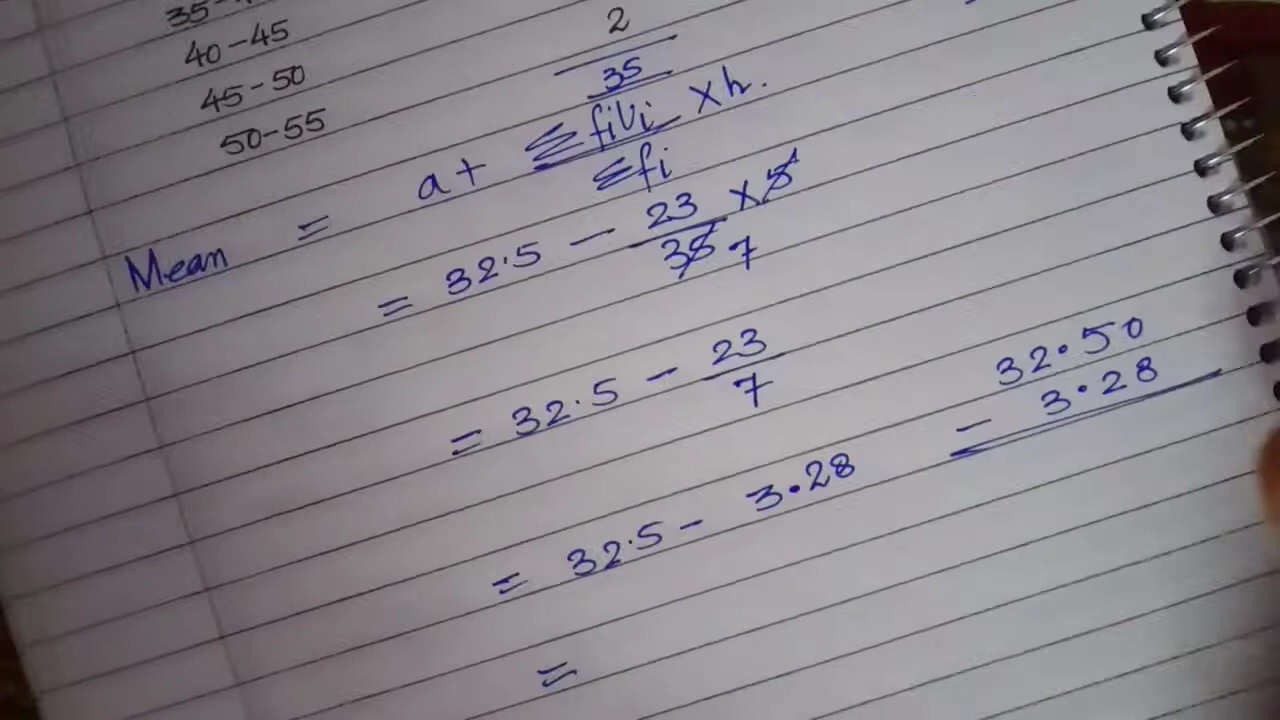 35-
40-45
45-50
50-55
2
35
Mean = a + Σfiui / Σfi × h.
= 32.5 - 23/35 × 5
7
= 32.5 - 23/7
= 32.5 - 3.28
32.50
- 3.28
=